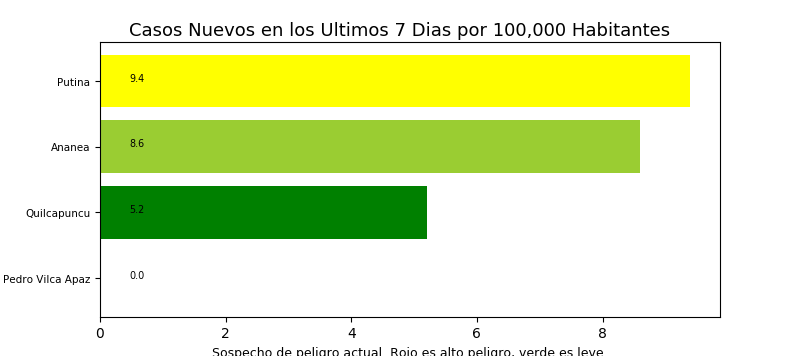 Casos Nuevos en los Ultimos 7 Dias por 100,000 Habitantes
Putina
9.4
Ananea
8.6
Quilcapuncu
5.2
Pedro Vilca Apaz
0.0
0 2 4 6 8
Sospecho de peligro actual. Rojo es alto peligro, verde es leve